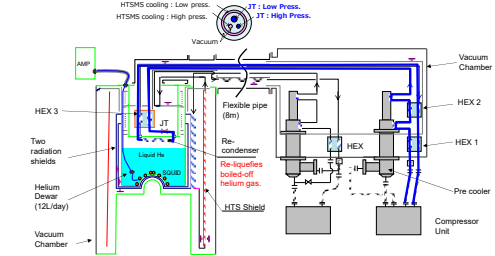 HTSMS cooling : Low press.
HTSMS cooling : High press.
JT : Low Press.
JT : High Press.
Vacuum
AMP
HEX 3
JT
Flexible pipe
(8m)
Vacuum
Chamber
HEX 2
HEX 1
HEX
Two
radiation
shields
Liquid He
SQUID
Re-
condenser
Re-liquefies
boiled-off
helium gas.
Helium
Dewar
(12L/day)
HTS Shield
Pre cooler
Vacuum
Chamber
Compressor
Unit